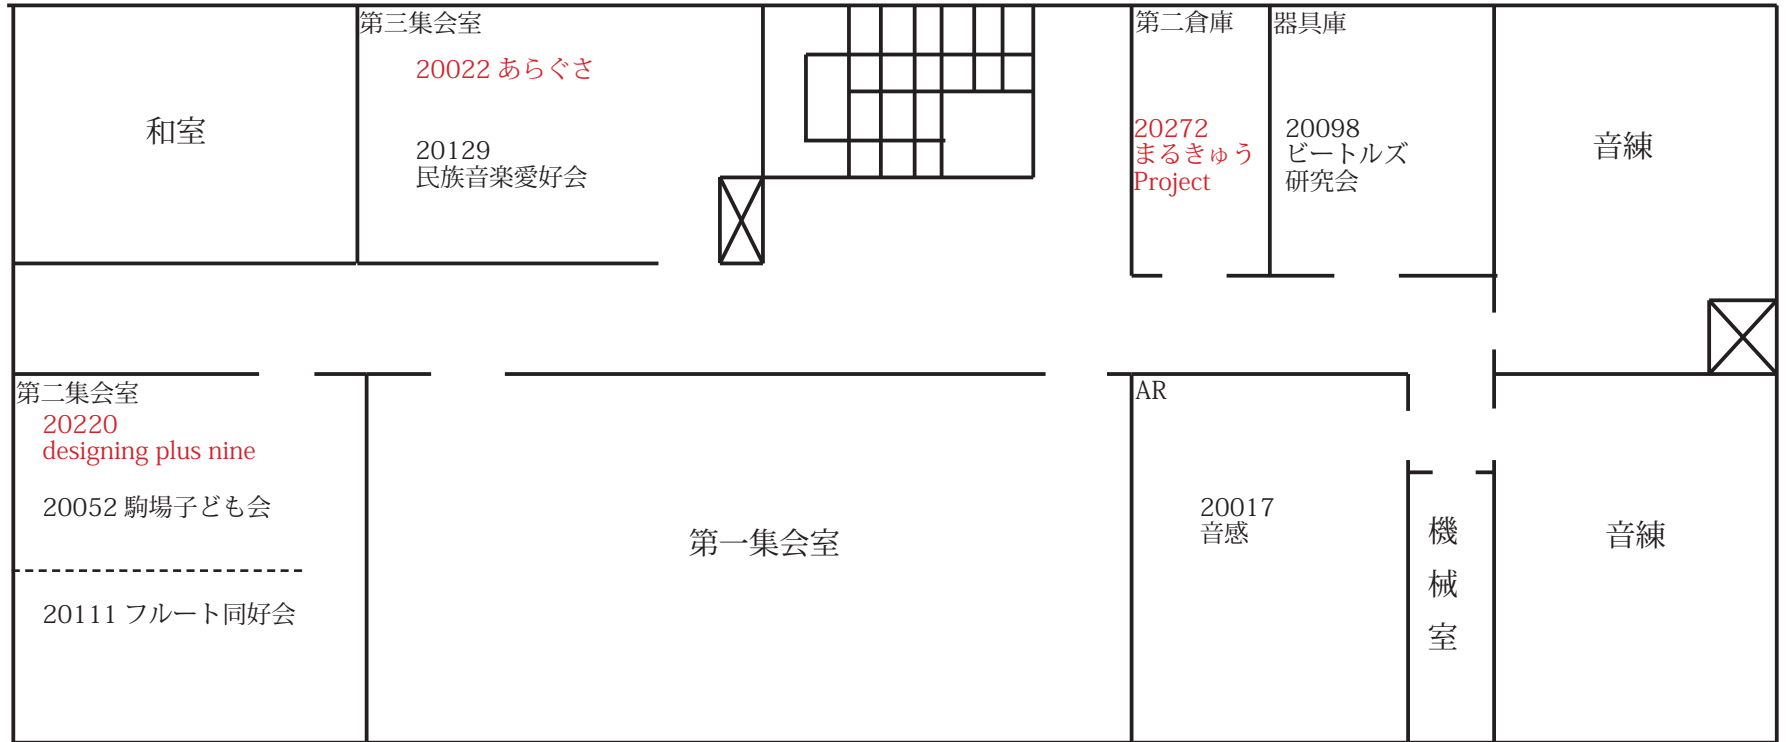 第三集会室
20022 あらぐさ
20129
民族音楽愛好会
和室
第二倉庫
20272
まるきゅう
Project
器具庫
20098
ビートルズ
研究会
音練
第二集会室
20220
designing plus nine
20052 駒場子ども会
20111 フルート同好会
第一集会室
AR
20017
音感
機
械
室
音練